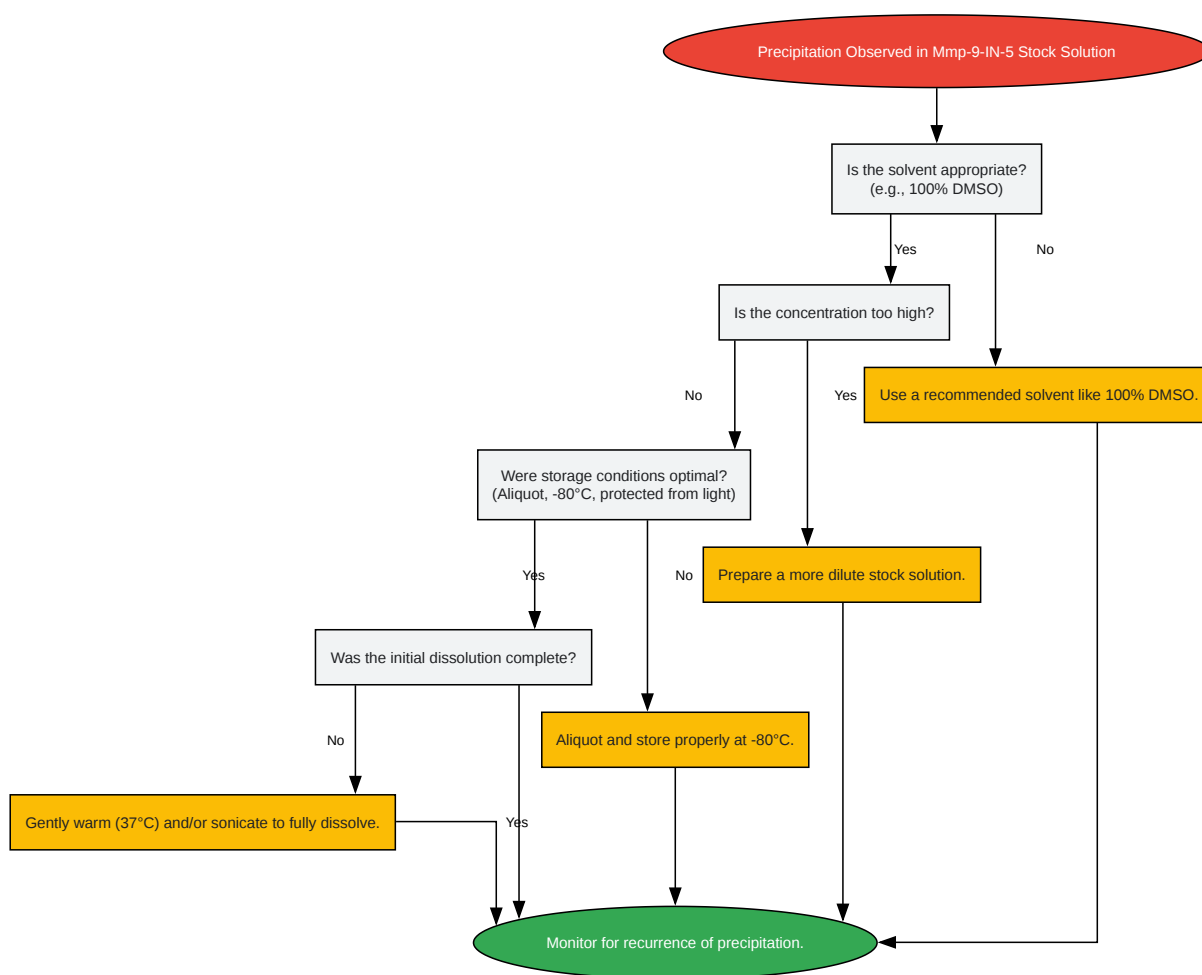 Precipitation Observed in Mmp-9-IN-5 Stock Solution
Is the solvent appropriate?
(e.g., 100% DMSO)
Yes
No
Is the concentration too high?
No
Yes
Use a recommended solvent like 100% DMSO.
Were storage conditions optimal?
(Aliquot, -80°C, protected from light)
Yes
No
Prepare a more dilute stock solution.
Was the initial dissolution complete?
No
Aliquot and store properly at -80°C.
Gently warm (37°C) and/or sonicate to fully dissolve.
Yes
Monitor for recurrence of precipitation.